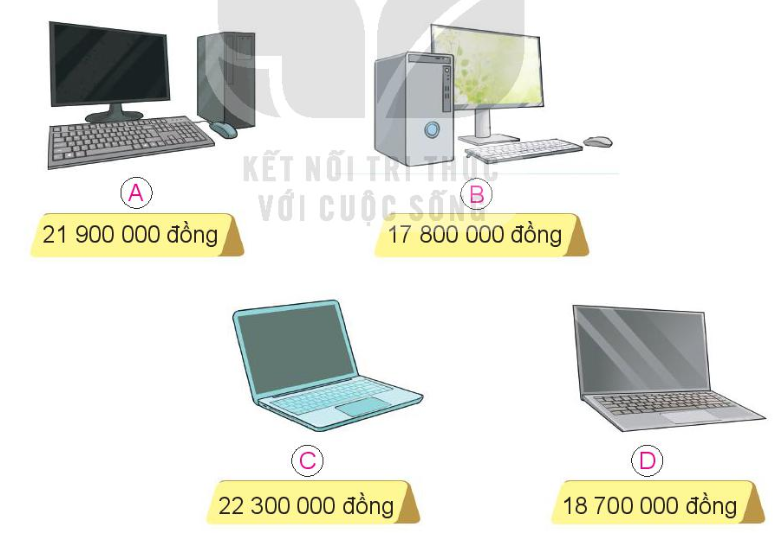 KẾT NỐI TRI THỨC
VỚI CUỘC SỐNG
A
B
21 900 000 đồng
17 800 000 đồng
C
D
22 300 000 đồng
18 700 000 đồng